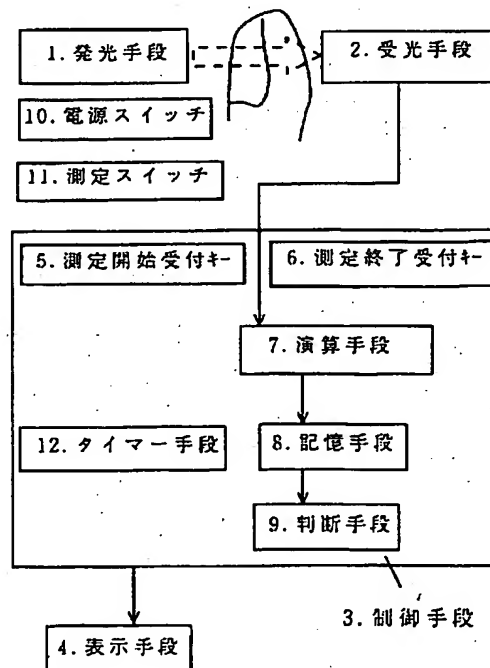 1. 発光手段
2. 受光手段
10. 電源スイッチ
11. 測定スイッチ
5. 測定開始受付キー
6. 測定終了受付キー
7. 演算手段
12. タイマー手段
8. 記憶手段
9. 判断手段
3. 制御手段
4. 表示手段